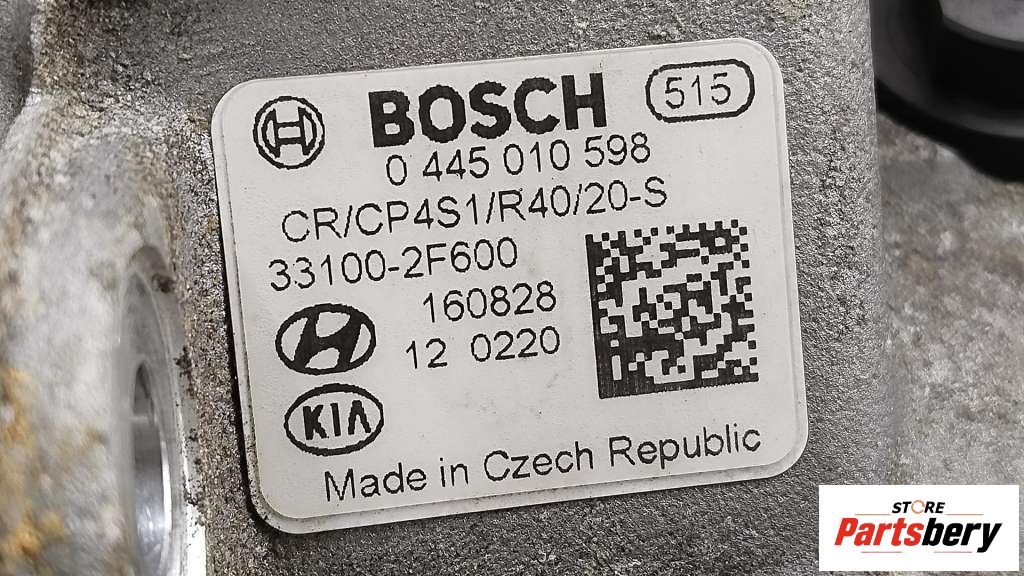 BOSCH 515
0 445 010 598
CR/CP4S1/R40/20-S
33100-2F600
160828
12 0220
KIA
Made in Czech Republic
STORE
Partsbery